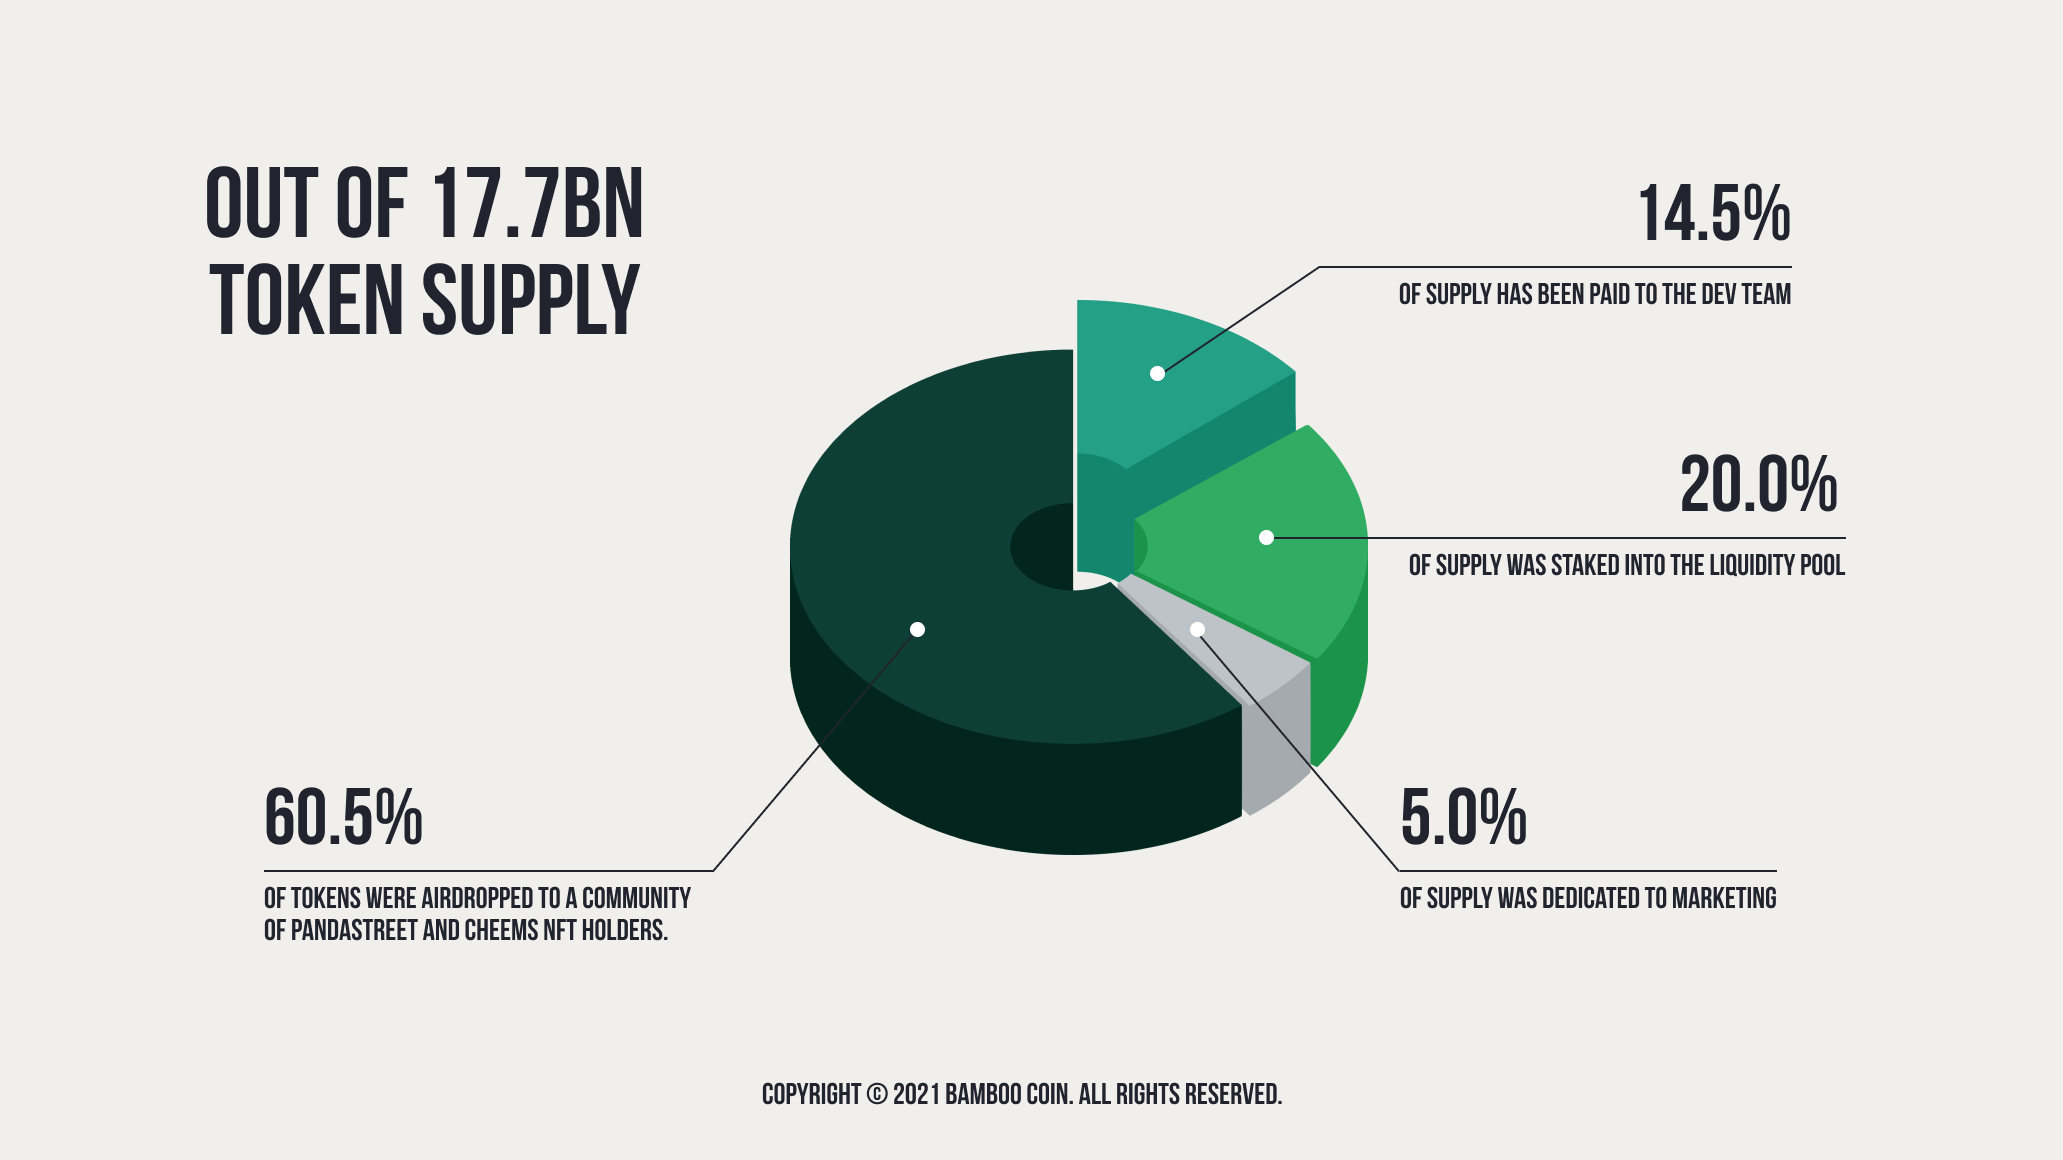 OUT OF 17.7BN
TOKEN SUPPLY
14.5%
OF SUPPLY HAS BEEN PAID TO THE DEV TEAM
20.0%
OF SUPPLY WAS STAKED INTO THE LIQUIDITY POOL
60.5%
OF TOKENS WERE AIRDROPPED TO A COMMUNITY
OF PANDASTREET AND CHEEMS NFT HOLDERS.
5.0%
OF SUPPLY WAS DEDICATED TO MARKETING
COPYRIGHT © 2021 BAMBOO COIN. ALL RIGHTS RESERVED.